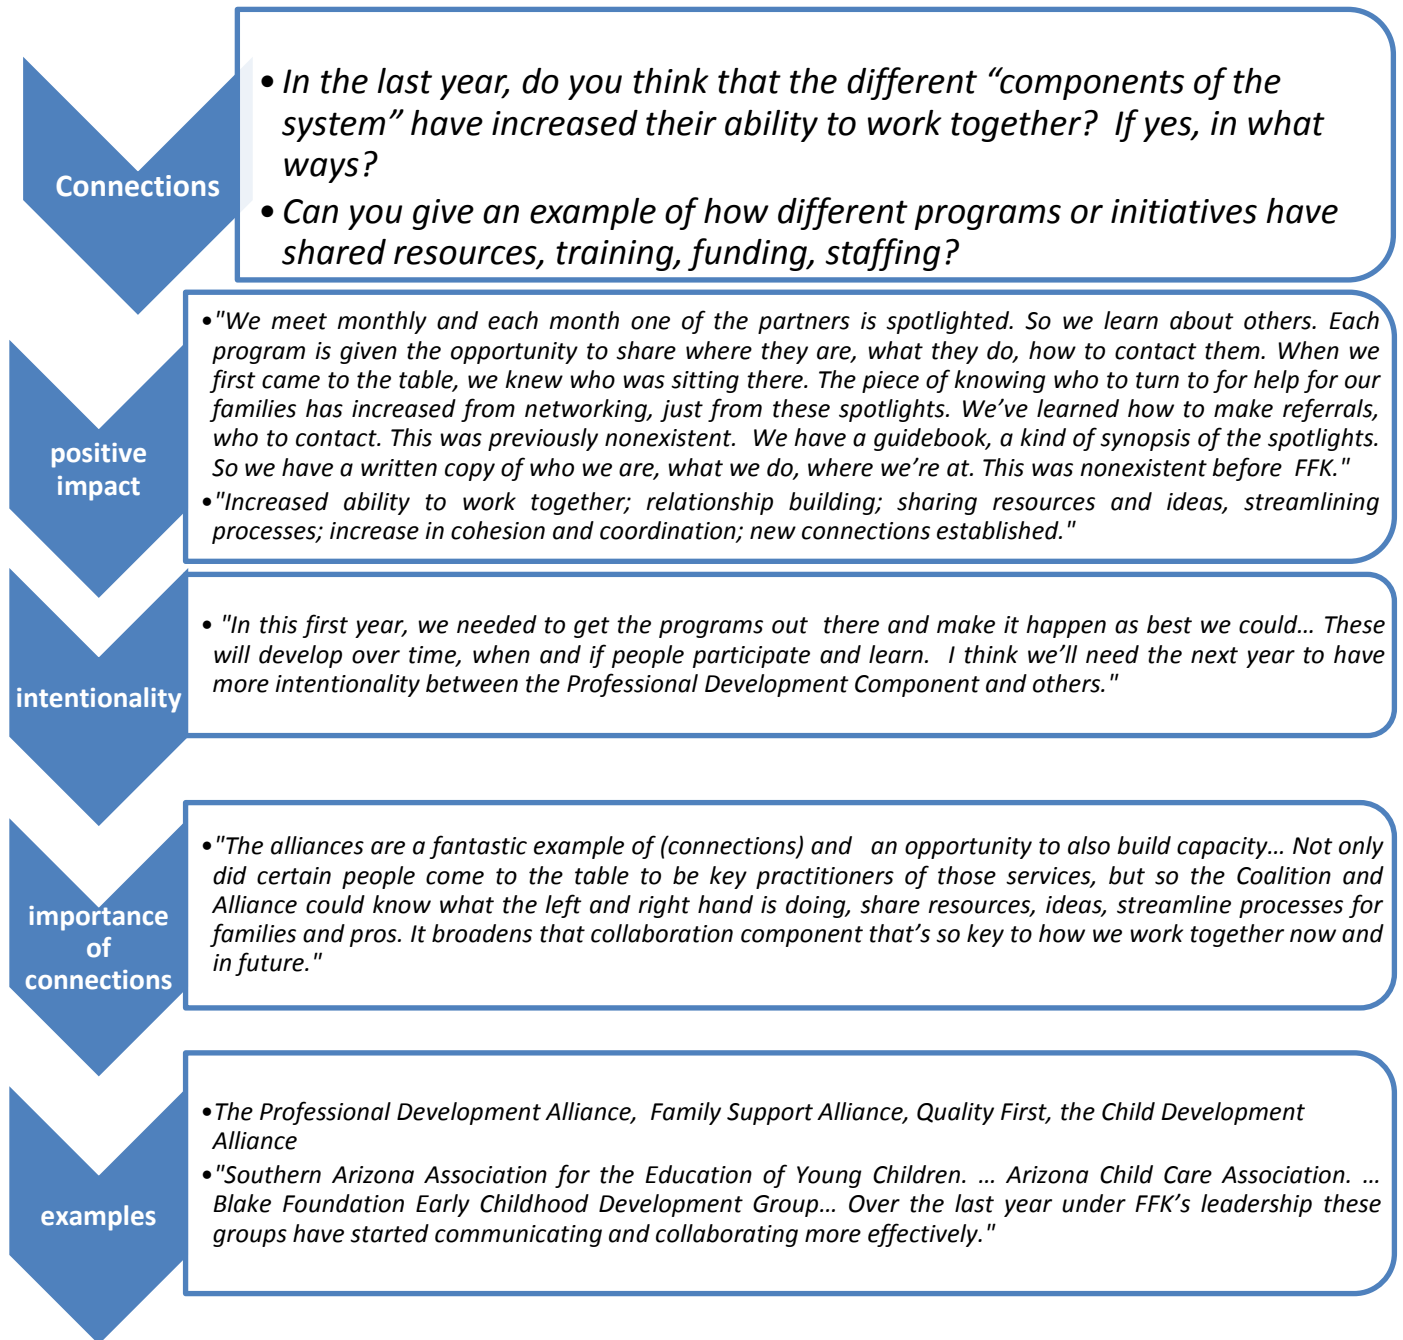 Connections
• In the last year, do you think that the different “components of the
system” have increased their ability to work together?  If yes, in what
ways?
• Can you give an example of how different programs or initiatives have
shared resources, training, funding, staffing?
positive
impact
•"We meet monthly and each month one of the partners is spotlighted. So we learn about others. Each
program is given the opportunity to share where they are, what they do, how to contact them. When we
first came to the table, we knew who was sitting there. The piece of knowing who to turn to for help for our
families has increased from networking, just from these spotlights. We’ve learned how to make referrals,
who to contact. This was previously nonexistent.  We have a guidebook, a kind of synopsis of the spotlights.
So we have a written copy of who we are, what we do, where we’re at. This was nonexistent before  FFK."
•"Increased ability to work together; relationship building; sharing resources and ideas, streamlining
processes; increase in cohesion and coordination; new connections established."
intentionality
• "In this first year, we needed to get the programs out  there and make it happen as best we could… These
will develop over time, when and if people participate and learn.  I think we’ll need the next year to have
more intentionality between the Professional Development Component and others."
importance
of
connections
•"The alliances are a fantastic example of (connections) and   an opportunity to also build capacity… Not only
did certain people come to the table to be key practitioners of those services, but so the Coalition and
Alliance could know what the left and right hand is doing, share resources, ideas, streamline processes for
families and pros. It broadens that collaboration component that’s so key to how we work together now and
in future."
examples
•The Professional Development Alliance,  Family Support Alliance, Quality First, the Child Development
Alliance
•"Southern Arizona Association for the Education of Young Children. … Arizona Child Care Association. …
Blake Foundation Early Childhood Development Group… Over the last year under FFK’s leadership these
groups have started communicating and collaborating more effectively."